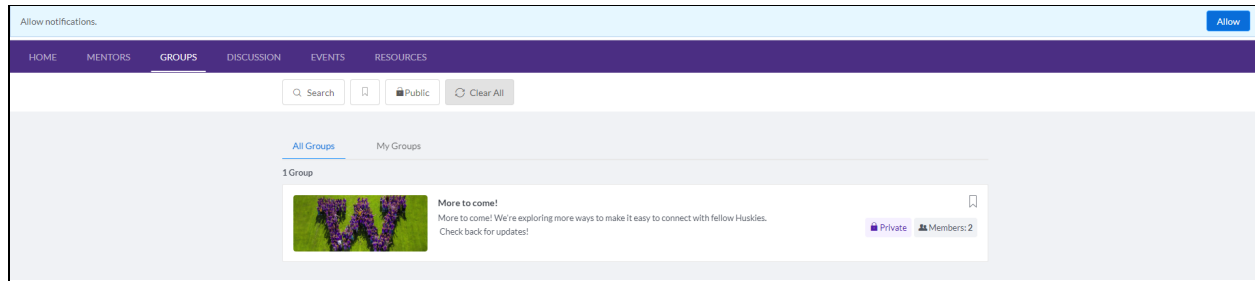 Allow notifications.
Allow
HOME MENTORS GROUPS DISCUSSION EVENTS RESOURCES
Search Public Clear All
All Groups My Groups
1 Group
More to come!
More to come! We're exploring more ways to make it easy to connect with fellow Huskies.
Check back for updates!
Private Members: 2